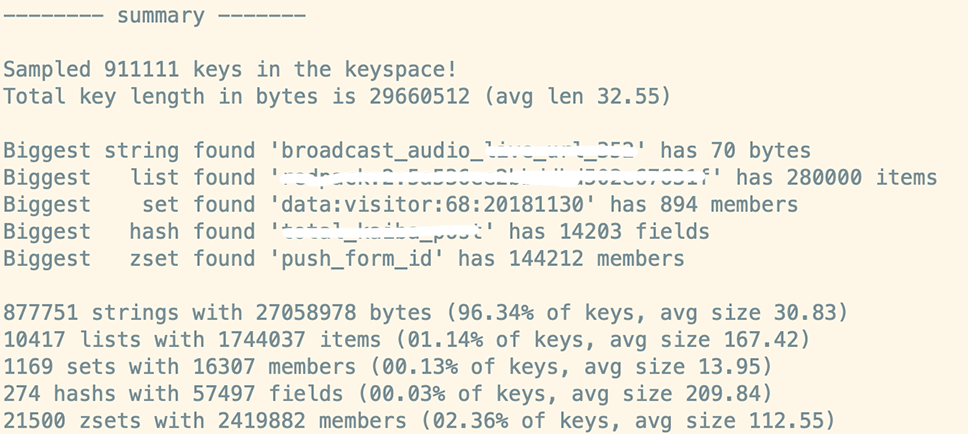 -------- summary -------
Sampled 911111 keys in the keyspace!
Total key length in bytes is 29660512 (avg len 32.55)
Biggest string found 'broadcast_audio_ ' has 70 bytes
Biggest   list found ' ' has 280000 items
Biggest    set found 'data:visitor:68:20181130' has 894 members
Biggest   hash found ' ' has 14203 fields
Biggest   zset found 'push_form_id' has 144212 members
877751 strings with 27058978 bytes (96.34% of keys, avg size 30.83)
10417 lists with 1744037 items (01.14% of keys, avg size 167.42)
1169 sets with 16307 members (00.13% of keys, avg size 13.95)
274 hashs with 57497 fields (00.03% of keys, avg size 209.84)
21500 zsets with 2419882 members (02.36% of keys, avg size 112.55)